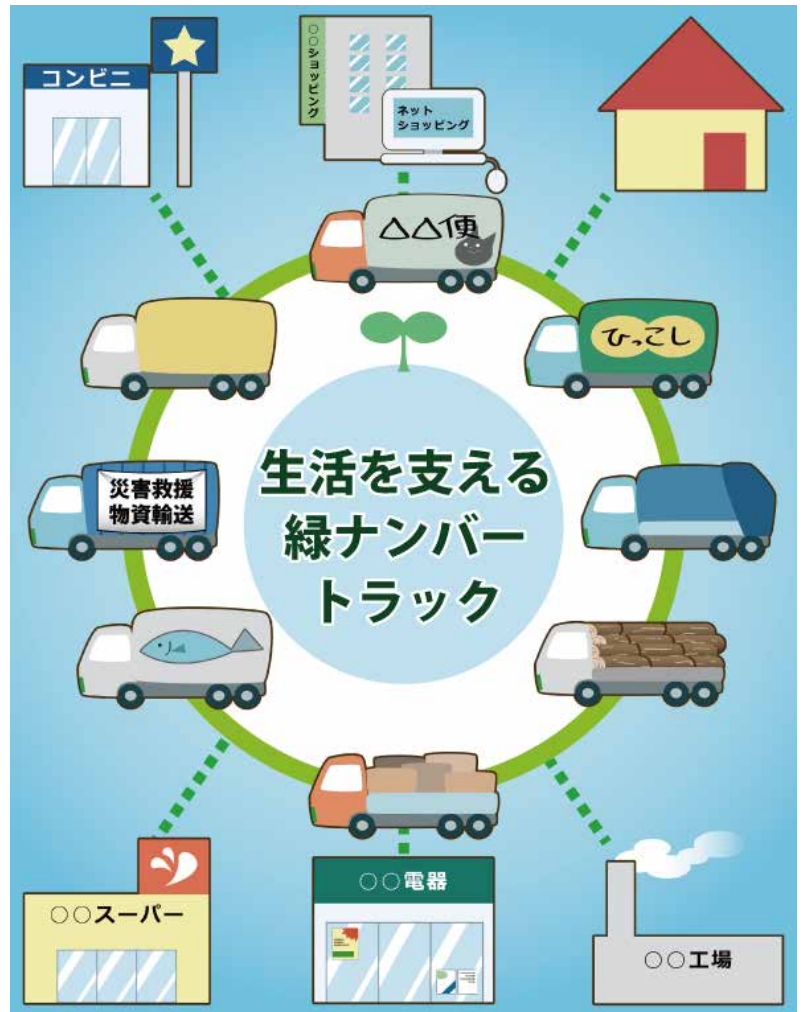 コンビニ
○○ショッピング
ネット
ショッピング
△△便
ひっこし
災害救援
物資輸送
生活を支える
緑ナンバー
トラック
○○スーパー
○○電器
○○工場